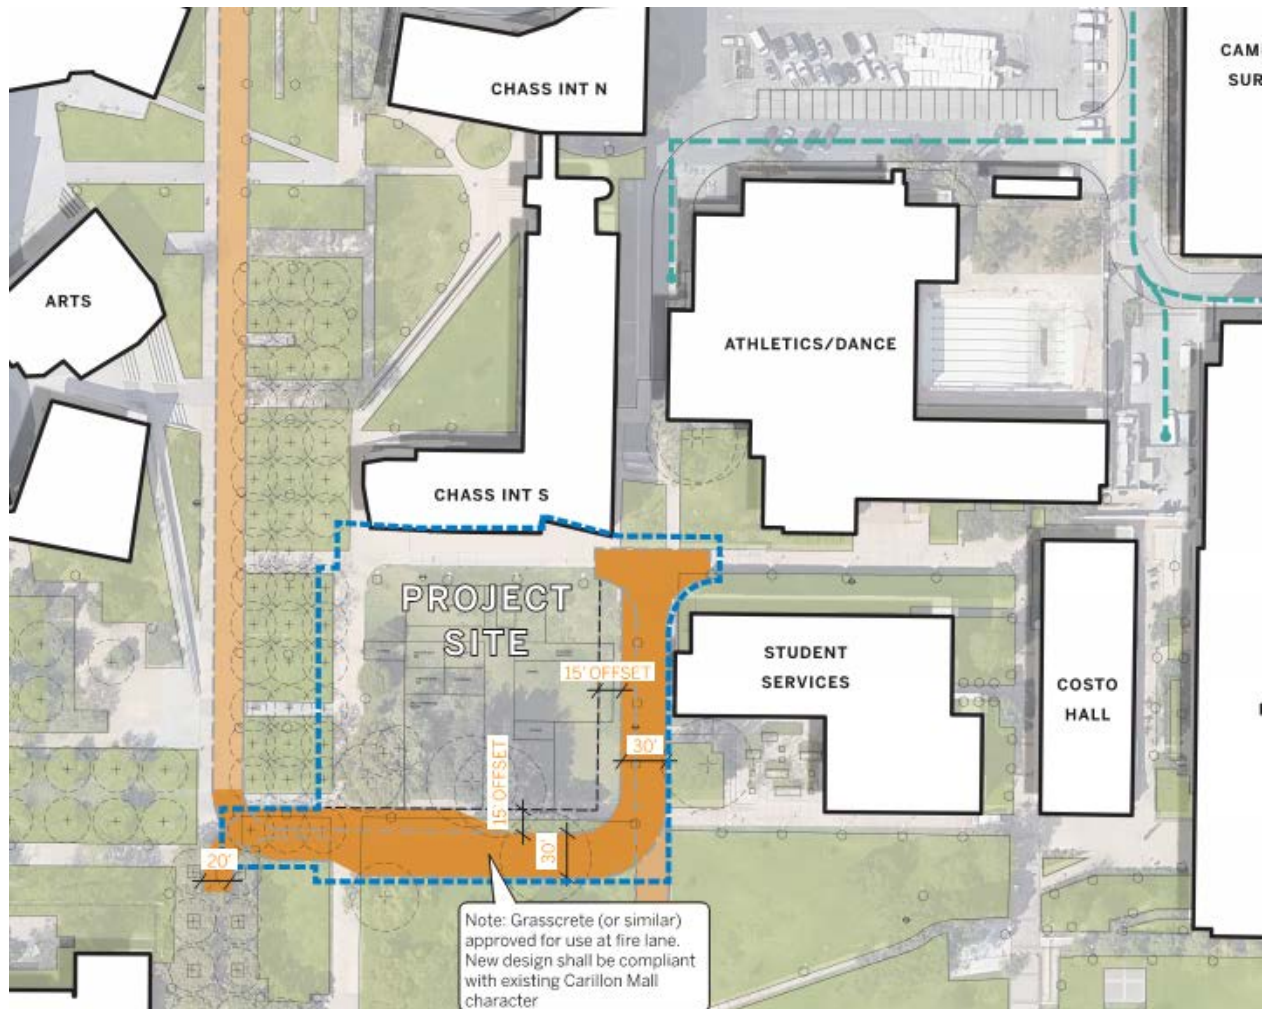 CHASS INT N
CAM
SUR
ARTS
ATHLETICS/DANCE
CHASS INT S
PROJECT
SITE
15' OFFSET
STUDENT
SERVICES
COSTO
HALL
30'
15' OFFSET
30'
20'
Note: Grasscrete (or similar)
approved for use at fire lane.
New design shall be compliant
with existing Carillon Mall
character